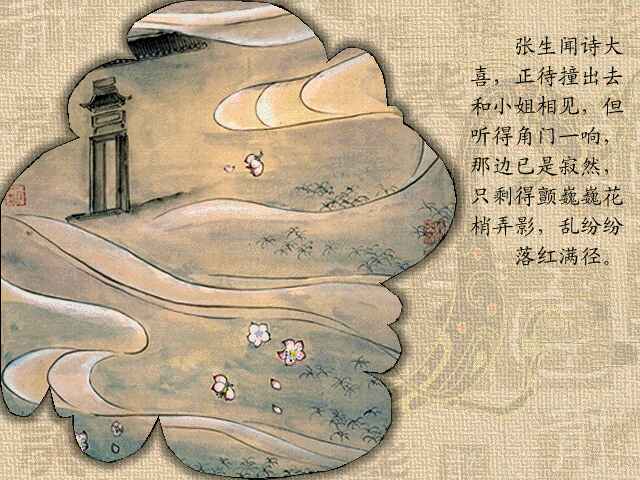 张生闻诗大
喜，正待撞出去
和小姐相见，但
听得角门一响，
那边已是寂然，
只剩得颤巍巍花
梢弄影，乱纷纷
落红满径。